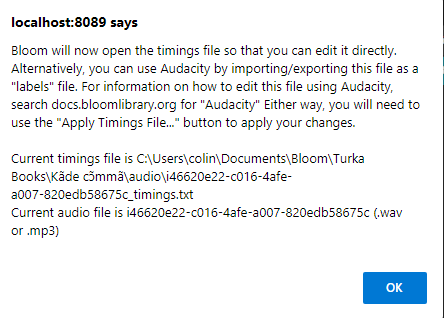 localhost:8089 says
Bloom will now open the timings file so that you can edit it directly.
Alternatively, you can use Audacity by importing/exporting this file as a
"labels" file. For information on how to edit this file using Audacity,
search docs.bloomlibrary.org for "Audacity" Either way, you will need to
use the "Apply Timings File..." button to apply your changes.
Current timings file is C:\Users\colin\Documents\Bloom\Turka
Books\Kãde cɔ̃mmã\audio\i46620e22-c016-4afe-
a007-820edb58675c_timings.txt
Current audio file is i46620e22-c016-4afe-a007-820edb58675c (.wav
or .mp3)
OK